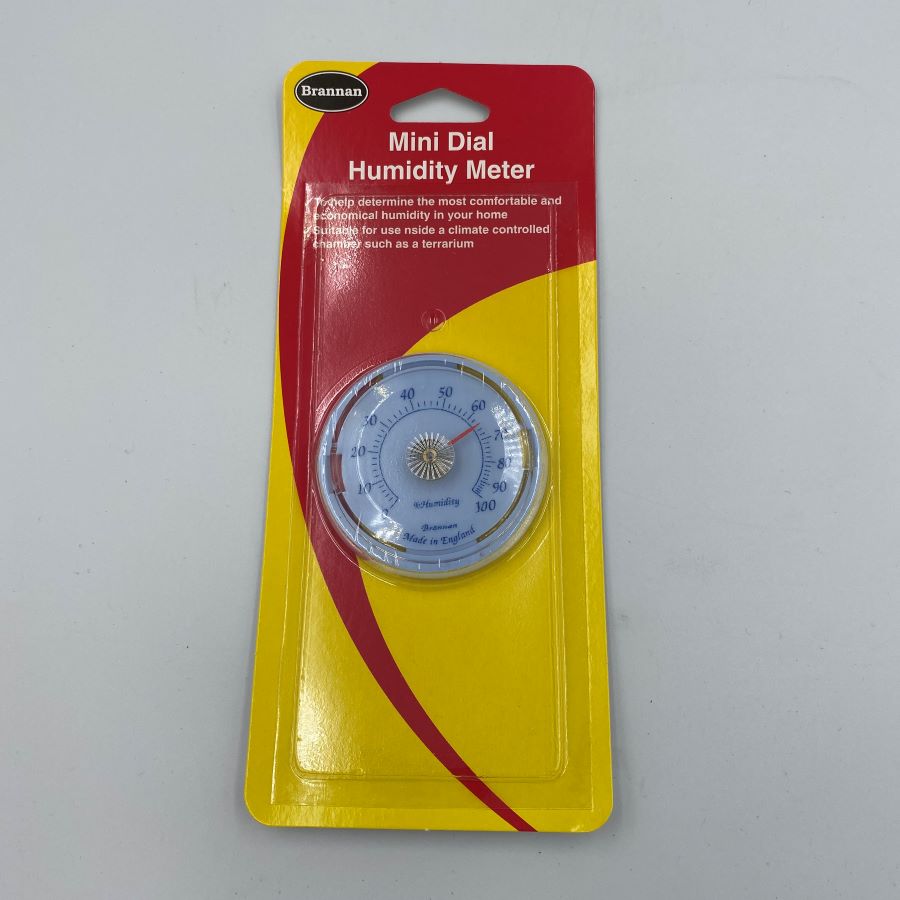 Brannan
Mini Dial
Humidity Meter
To help determine the most comfortable and
economical humidity in your home
Suitable for use nside a climate controlled
chamber such as a terrarium
0
10
20
30
40
50
60
70
80
90
100
%Humidity
Brannan
Made in England